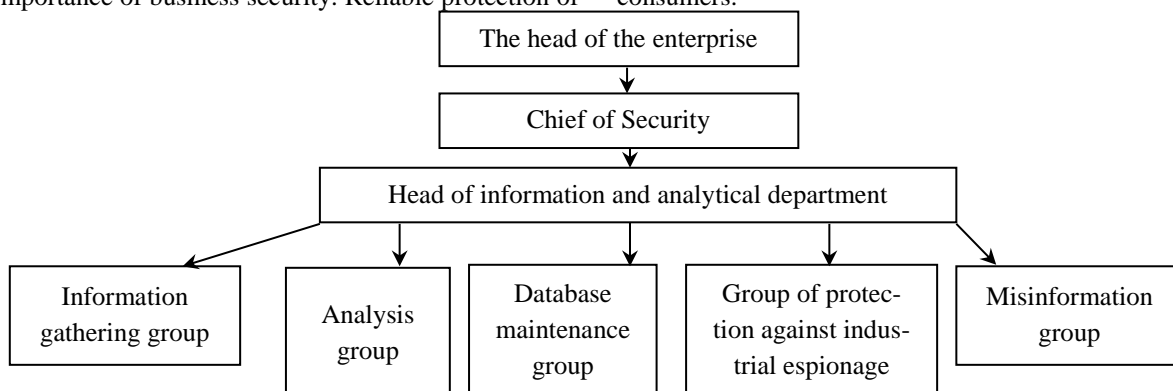 importance of business security. Reliable protection of consumers.
The head of the enterprise
Chief of Security
Head of information and analytical department
Information
gathering group
Analysis
group
Database
maintenance
group
Group of protec-
tion against indus-
trial espionage
Misinformation
group